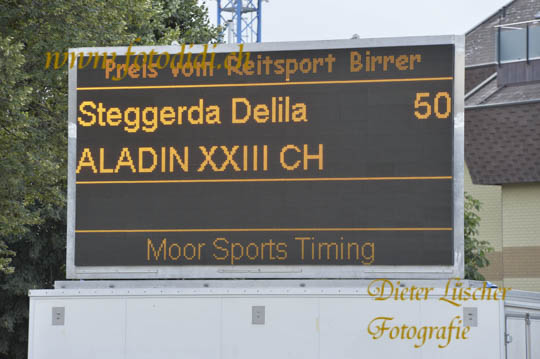 www.fotodidi.ch
Preis vom Reitsport Birrer
Steggerda Delila 50
ALADIN XXIII CH
Moor Sports Timing
Dieter Lüscher
Fotografie